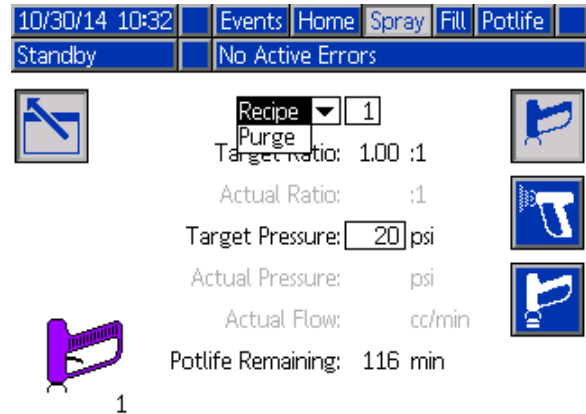 10/30/14 10:32 Events Home Spray Fill Potlife
Standby No Active Errors
Recipe 1
Purge
Target Ratio: 1.00 :1
Actual Ratio: :1
Target Pressure: 20 psi
Actual Pressure: psi
Actual Flow: cc/min
Potlife Remaining: 116 min
1